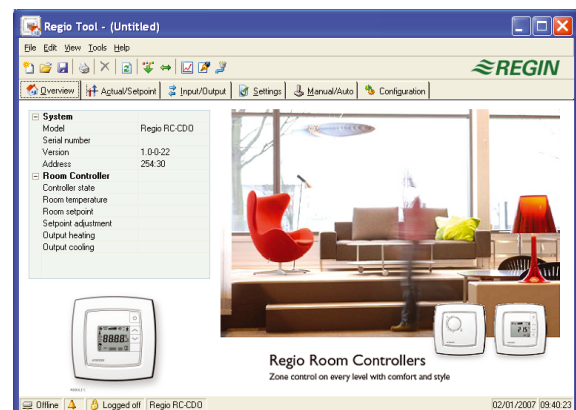 Regio Tool - (Untitled)
File Edit View Tools Help
REGIN
Overview Actual/Setpoint Input/Output Settings Manual/Auto Configuration
System
Model Regio RC-CDO
Serial number
Version 1.0-0-22
Address 254:30
Room Controller
Controller state
Room temperature
Room setpoint
Setpoint adjustment
Output heating
Output cooling
Regio Room Controllers
Zone control on every level with comfort and style
Offline Logged off Regio RC-CDO 02/01/2007 09:40:23